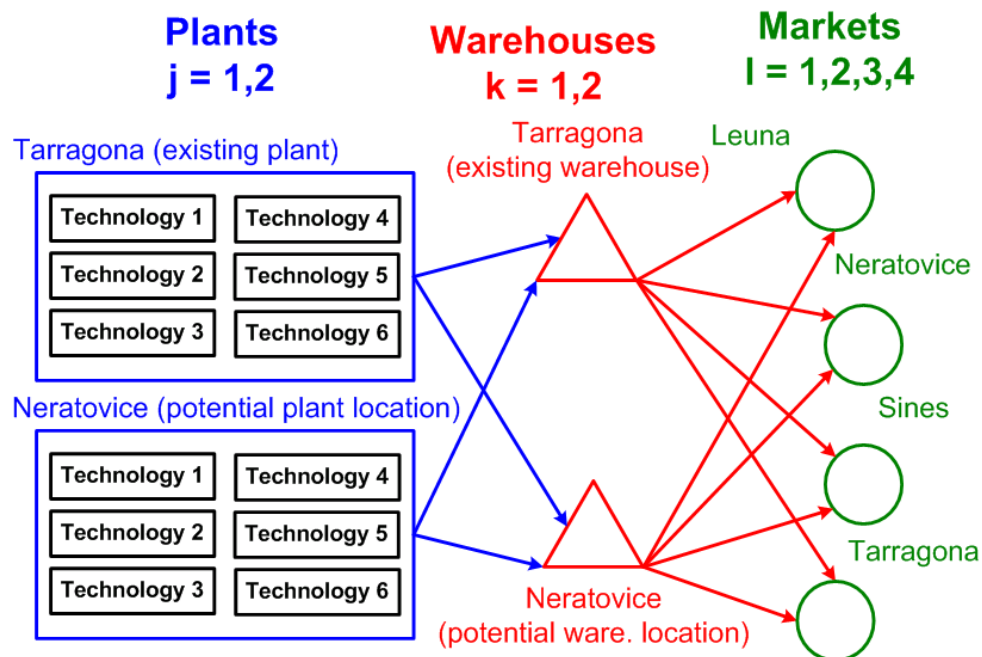 Plants
j = 1,2
Warehouses
k = 1,2
Markets
l = 1,2,3,4
Tarragona (existing plant)
Technology 1
Technology 4
Technology 2
Technology 5
Technology 3
Technology 6
Neratovice (potential plant location)
Technology 1
Technology 4
Technology 2
Technology 5
Technology 3
Technology 6
Tarragona
(existing warehouse)
Neratovice
(potential ware. location)
Leuna
Neratovice
Sines
Tarragona